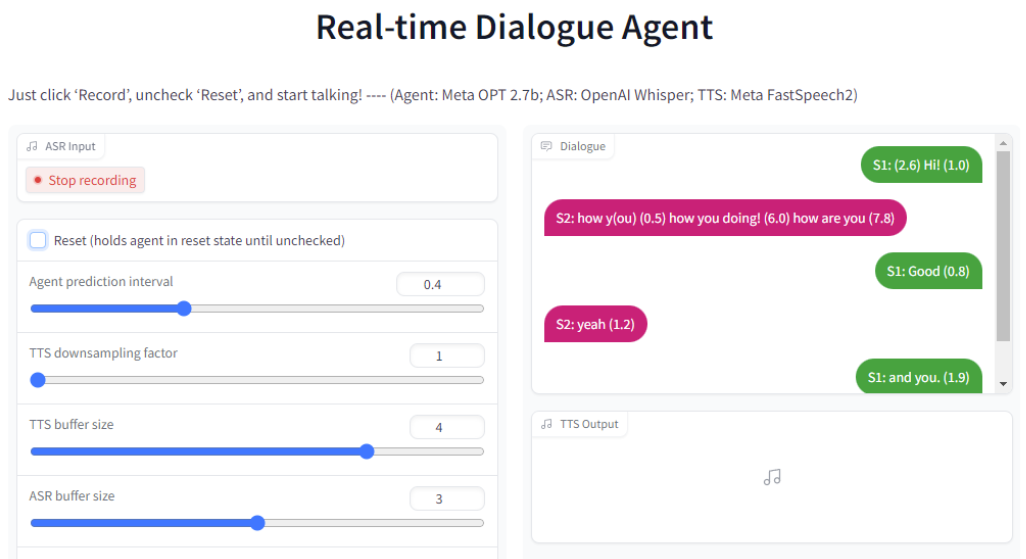 Real-time Dialogue Agent
Just click ‘Record’, uncheck ‘Reset’, and start talking! ---- (Agent: Meta OPT 2.7b; ASR: OpenAI Whisper; TTS: Meta FastSpeech2)
ASR Input
Stop recording
Reset (holds agent in reset state until unchecked)
Agent prediction interval
0.4
TTS downsampling factor
1
TTS buffer size
4
ASR buffer size
3
Dialogue
S1: (2.6) Hi! (1.0)
S2: how y(ou) (0.5) how you doing! (6.0) how are you (7.8)
S1: Good (0.8)
S2: yeah (1.2)
S1: and you. (1.9)
TTS Output